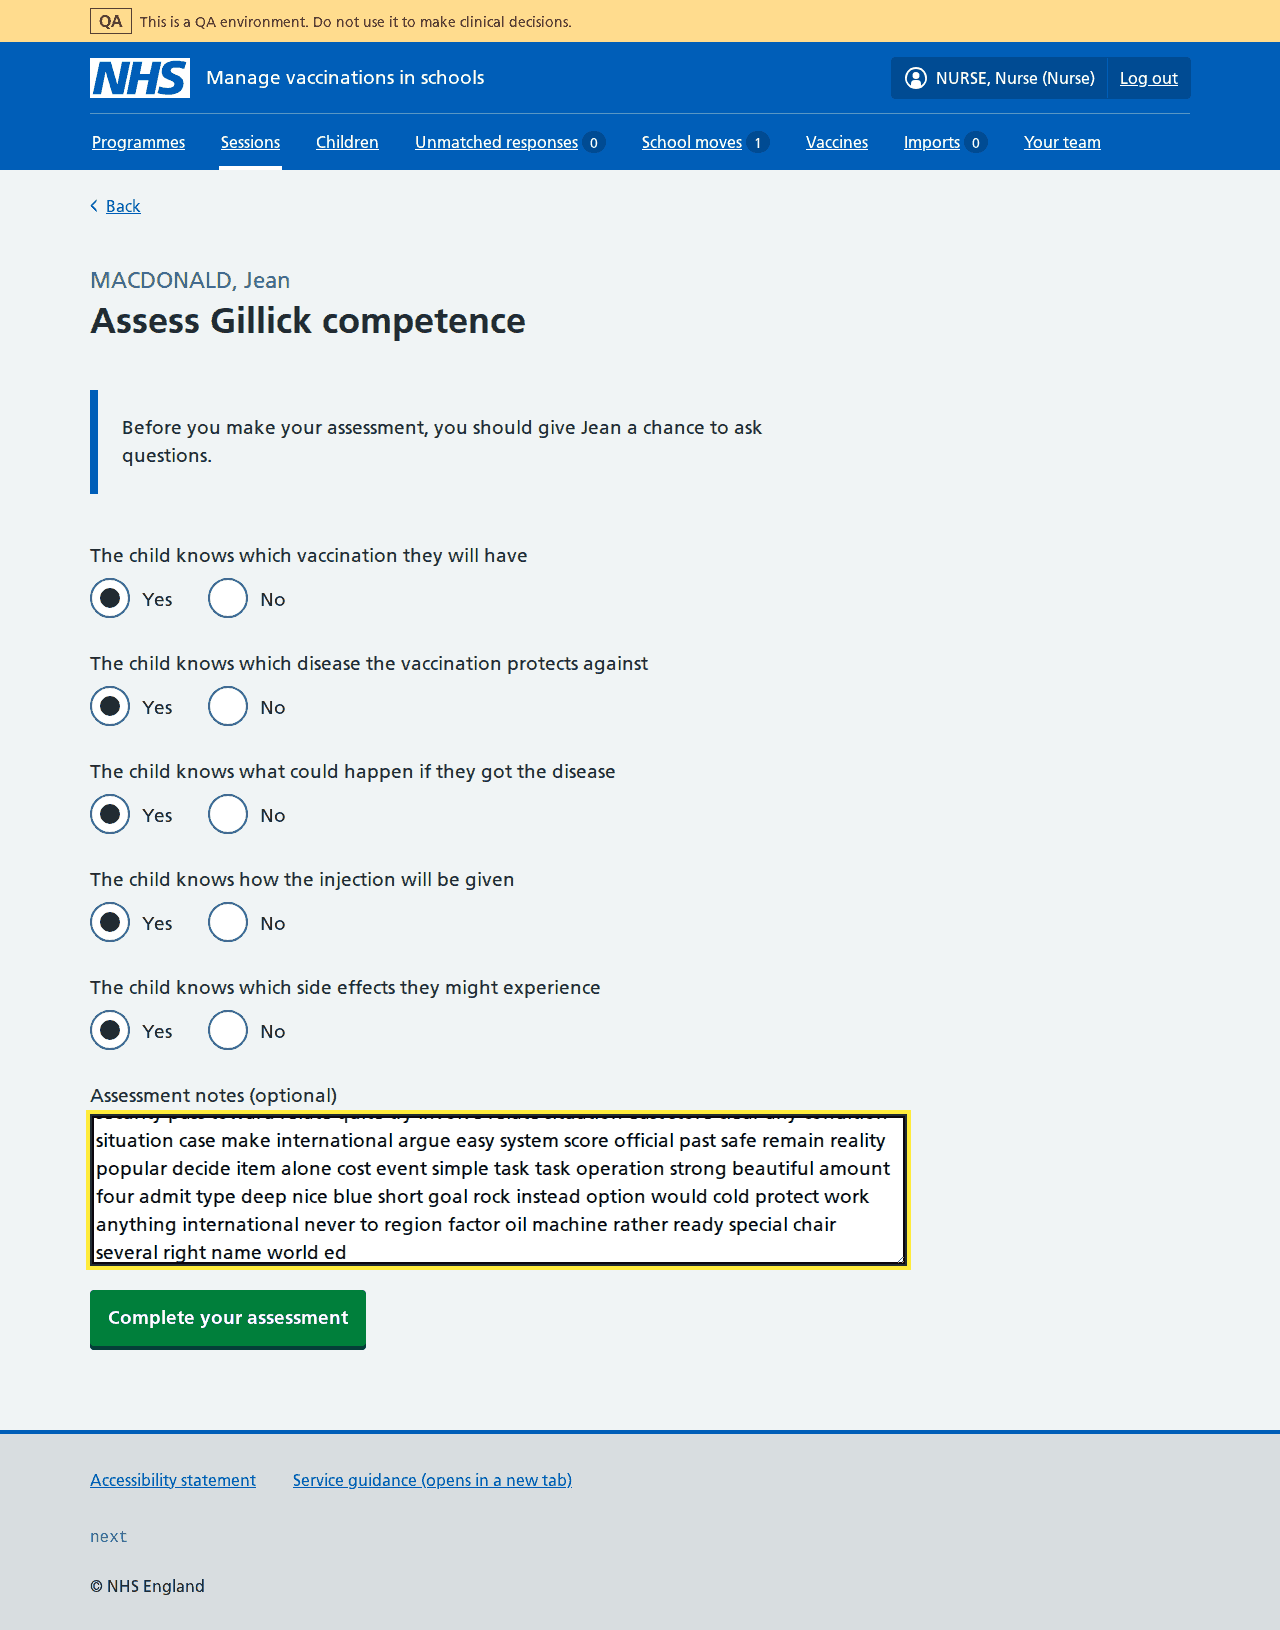 QA This is a QA environment. Do not use it to make clinical decisions.
NHS Manage vaccinations in schools NURSE, Nurse (Nurse) Log out
Programmes Sessions Children Unmatched responses 0 School moves 1 Vaccines Imports 0 Your team
Back
MACDONALD, Jean
Assess Gillick competence
Before you make your assessment, you should give Jean a chance to ask
questions.
The child knows which vaccination they will have
Yes No
The child knows which disease the vaccination protects against
Yes No
The child knows what could happen if they got the disease
Yes No
The child knows how the injection will be given
Yes No
The child knows which side effects they might experience
Yes No
Assessment notes (optional)
situation case make international argue easy system score official past safe remain reality
popular decide item alone cost event simple task task operation strong beautiful amount
four admit type deep nice blue short goal rock instead option would cold protect work
anything international never to region factor oil machine rather ready special chair
several right name world ed
Complete your assessment
Accessibility statement Service guidance (opens in a new tab)
next
© NHS England